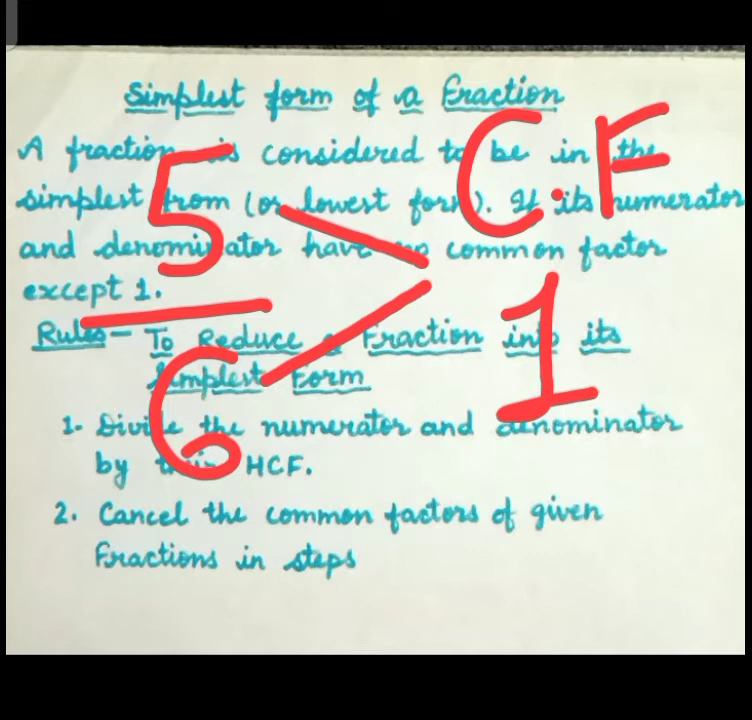 Simplest form of a Fraction
A fraction is considered to be in the
simplest from (or lowest form). If its numerator
and denominator have no common factor
except 1.
Rules- To Reduce a Fraction into its
Simplest Form
1- Divide the numerator and denominator
by their HCF.
2. Cancel the common factors of given
Fractions in steps
5
6
C.F
1